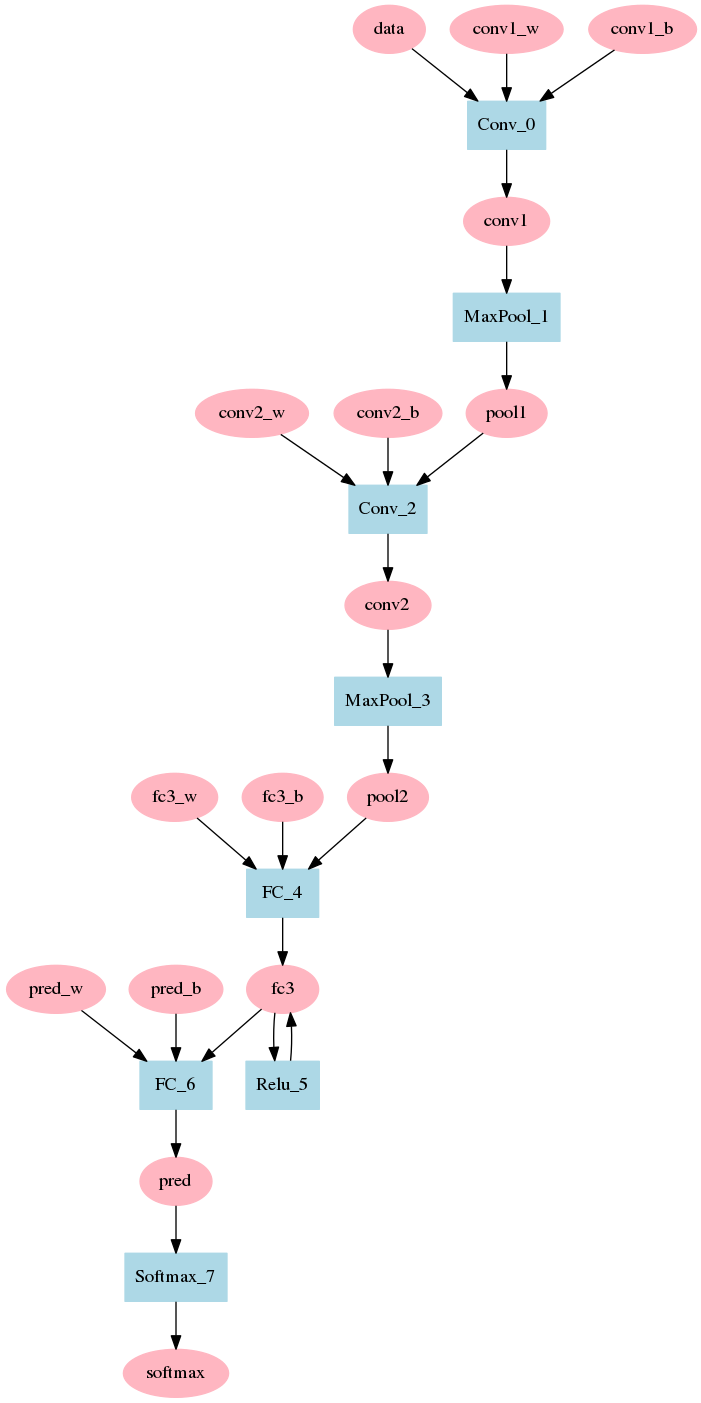 data
conv1_w
conv1_b
Conv_0
conv1
MaxPool_1
conv2_w
conv2_b
pool1
Conv_2
conv2
MaxPool_3
fc3_w
fc3_b
pool2
FC_4
pred_w
pred_b
fc3
FC_6
Relu_5
pred
Softmax_7
softmax